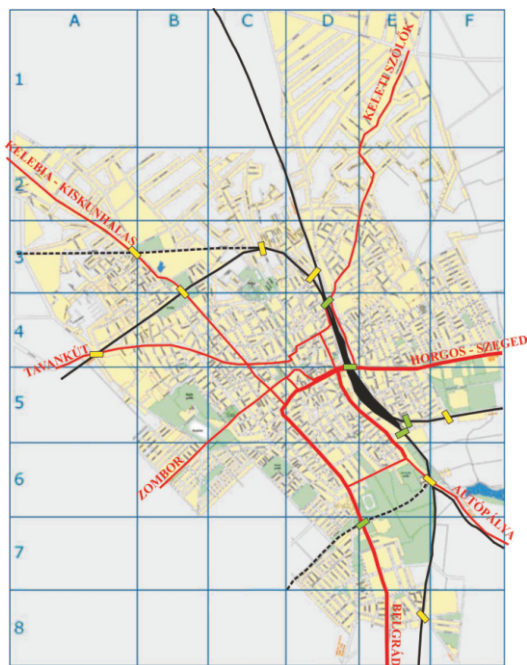 A B C D E F
1
KELETI SZŐLŐK
2
KELEBIA - KISKUNHALAS
3
4
HORGOS - SZEGED
TAVANKÚT
5
ZOMBOR
6
AUTÓPÁLYA
7
BELGRÁD
8